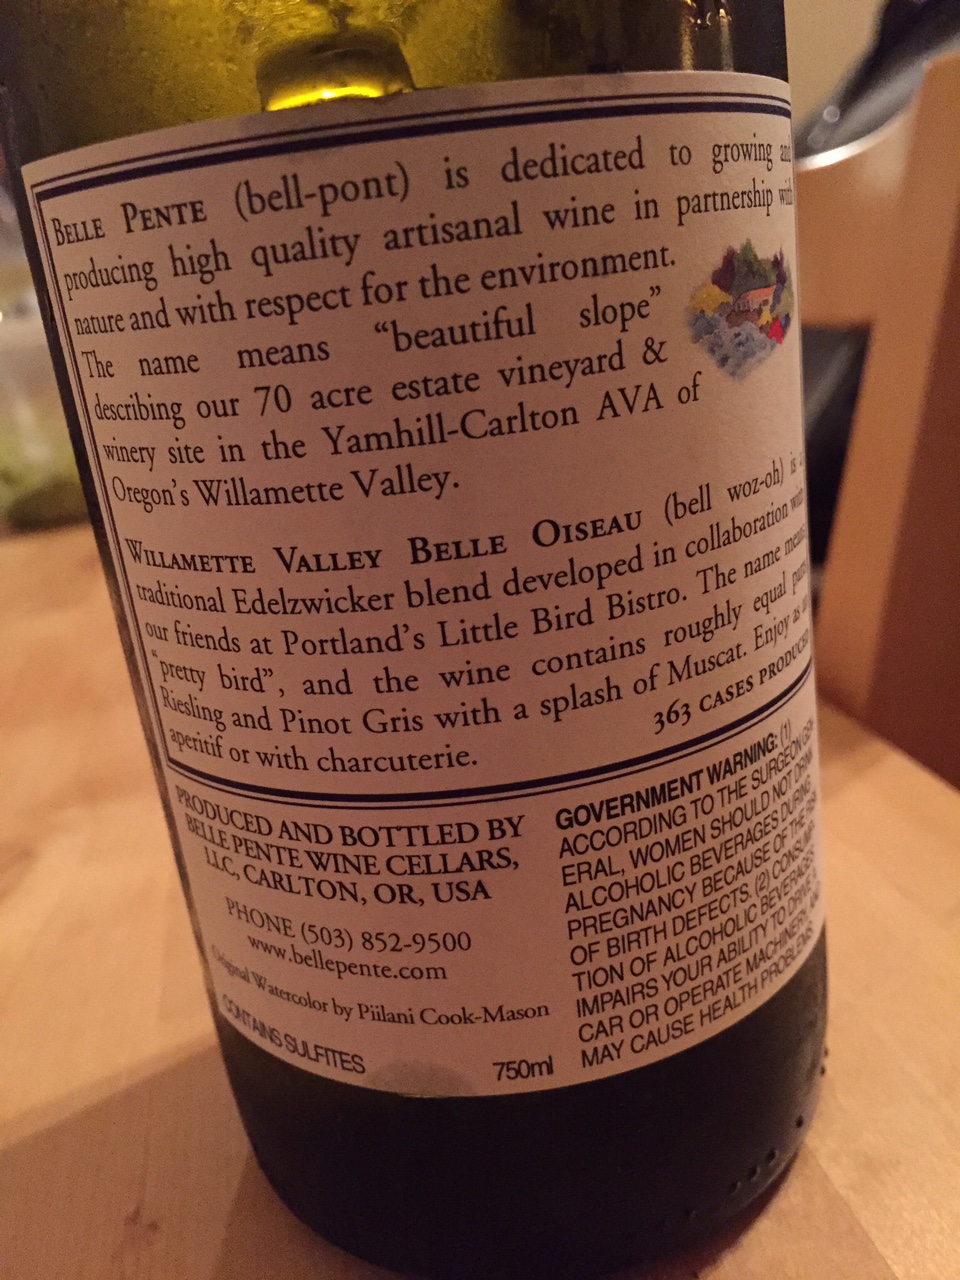 BELLE PENTE (bell-pont) is dedicated to growing and
producing high quality artisanal wine in partnership with
nature and with respect for the environment.
The name means “beautiful slope”
describing our 70 acre estate vineyard &
winery site in the Yamhill-Carlton AVA of
Oregon's Willamette Valley.
WILLAMETTE VALLEY BELLE OISEAU (bell woz-oh) is a
traditional Edelzwicker blend developed in collaboration with
our friends at Portland's Little Bird Bistro. The name means
“pretty bird”, and the wine contains roughly equal parts
Riesling and Pinot Gris with a splash of Muscat. Enjoy as an
aperitif or with charcuterie.
363 CASES PRODUCED
PRODUCED AND BOTTLED BY
BELLE PENTE WINE CELLARS,
LLC, CARLTON, OR, USA
PHONE (503) 852-9500
www.bellepente.com
Original Watercolor by Piilani Cook-Mason
CONTAINS SULFITES
750ml
GOVERNMENT WARNING: (1)
ACCORDING TO THE SURGEON GEN-
ERAL, WOMEN SHOULD NOT DRINK
ALCOHOLIC BEVERAGES DURING
PREGNANCY BECAUSE OF THE RISK
OF BIRTH DEFECTS. (2) CONSUMP-
TION OF ALCOHOLIC BEVERAGES
IMPAIRS YOUR ABILITY TO DRIVE A
CAR OR OPERATE MACHINERY, AND
MAY CAUSE HEALTH PROBLEMS.